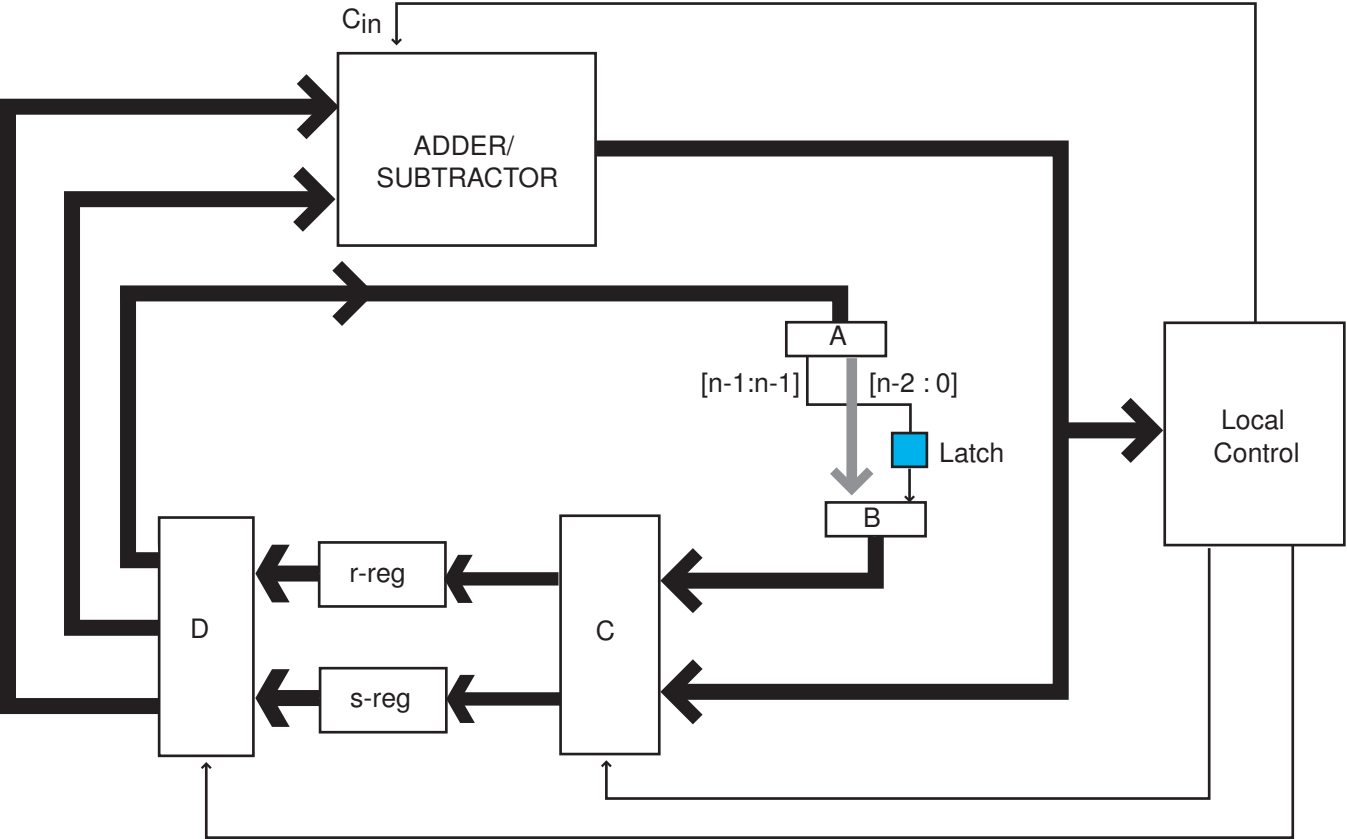 Cin
ADDER/
SUBTRACTOR
A
[n-1:n-1]
[n-2 : 0]
Local
Control
Latch
B
r-reg
D
C
s-reg